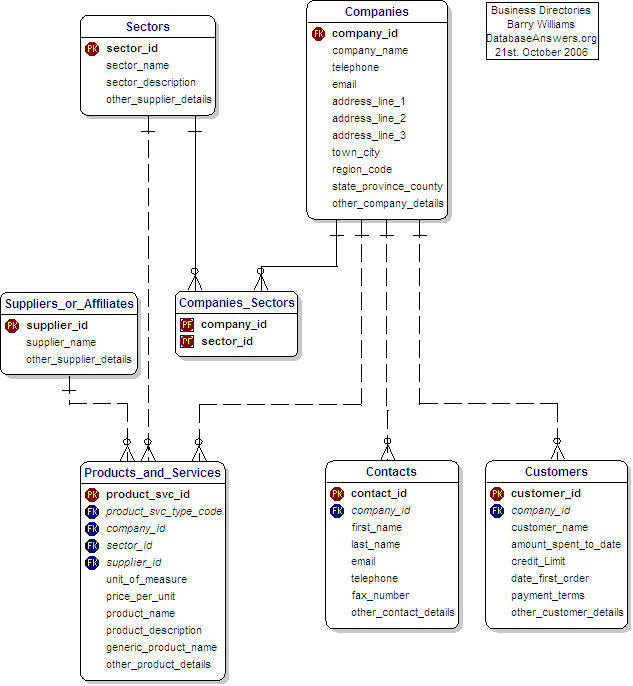 Sectors
PK sector_id
sector_name
sector_description
other_supplier_details
Companies
FK company_id
company_name
telephone
email
address_line_1
address_line_2
address_line_3
town_city
region_code
state_province_county
other_company_details
Business Directories
Barry Williams
DatabaseAnswers.org
21st. October 2006
Suppliers_or_Affiliates
PK supplier_id
supplier_name
other_supplier_details
Companies_Sectors
PF company_id
PF sector_id
Products_and_Services
PK product_svc_id
FK product_svc_type_code
FK company_id
FK sector_id
FK supplier_id
unit_of_measure
price_per_unit
product_name
product_description
generic_product_name
other_product_details
Contacts
PK contact_id
FK company_id
first_name
last_name
email
telephone
fax_number
other_contact_details
Customers
PK customer_id
FK company_id
customer_name
amount_spent_to_date
credit_Limit
date_first_order
payment_terms
other_customer_details